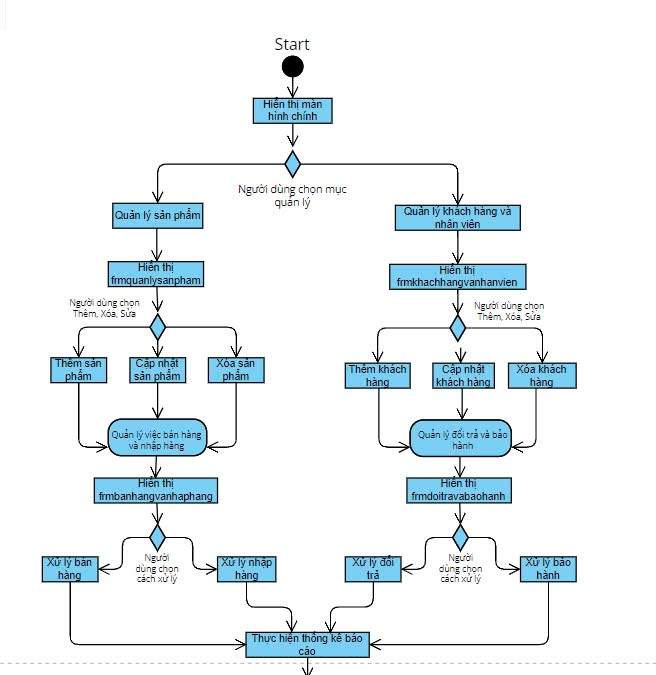 Start
Hiển thị màn
hình chính
Người dùng chọn mục
quản lý
Quản lý sản phẩm
Quản lý khách hàng và
nhân viên
Hiển thị
frmquanlysanpham
Hiển thị
frmkhachhangvanhanvien
Người dùng chọn
Thêm, Xóa, Sửa
Người dùng chọn
Thêm, Xóa, Sửa
Thêm sản
phẩm
Cập nhật
sản phẩm
Xóa sản
phẩm
Thêm khách
hàng
Cập nhật
khách hàng
Xóa khách
hàng
Quản lý việc bán hàng
và nhập hàng
Quản lý đổi trả và bảo
hành
Hiển thị
frmbanhangvanhaphang
Hiển thị
frmdoitravabaohanh
Xử lý bán
hàng
Người
dùng chọn
cách xử lý
Xử lý nhập
hàng
Xử lý đổi
trả
Người
dùng chọn
cách xử lý
Xử lý bảo
hành
Thực hiện thống kê báo
cáo